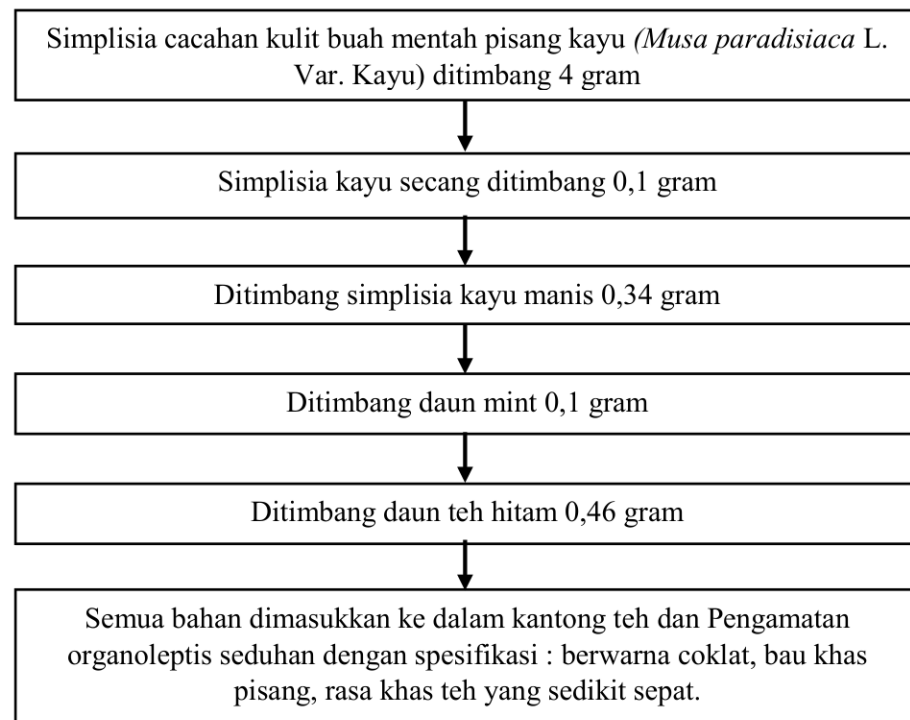 Simplisia cacahan kulit buah mentah pisang kayu (Musa paradisiaca L.
Var. Kayu) ditimbang 4 gram
Simplisia kayu secang ditimbang 0,1 gram
Ditimbang simplisia kayu manis 0,34 gram
Ditimbang daun mint 0,1 gram
Ditimbang daun teh hitam 0,46 gram
Semua bahan dimasukkan ke dalam kantong teh dan Pengamatan
organoleptis seduhan dengan spesifikasi : berwarna coklat, bau khas
pisang, rasa khas teh yang sedikit sepat.